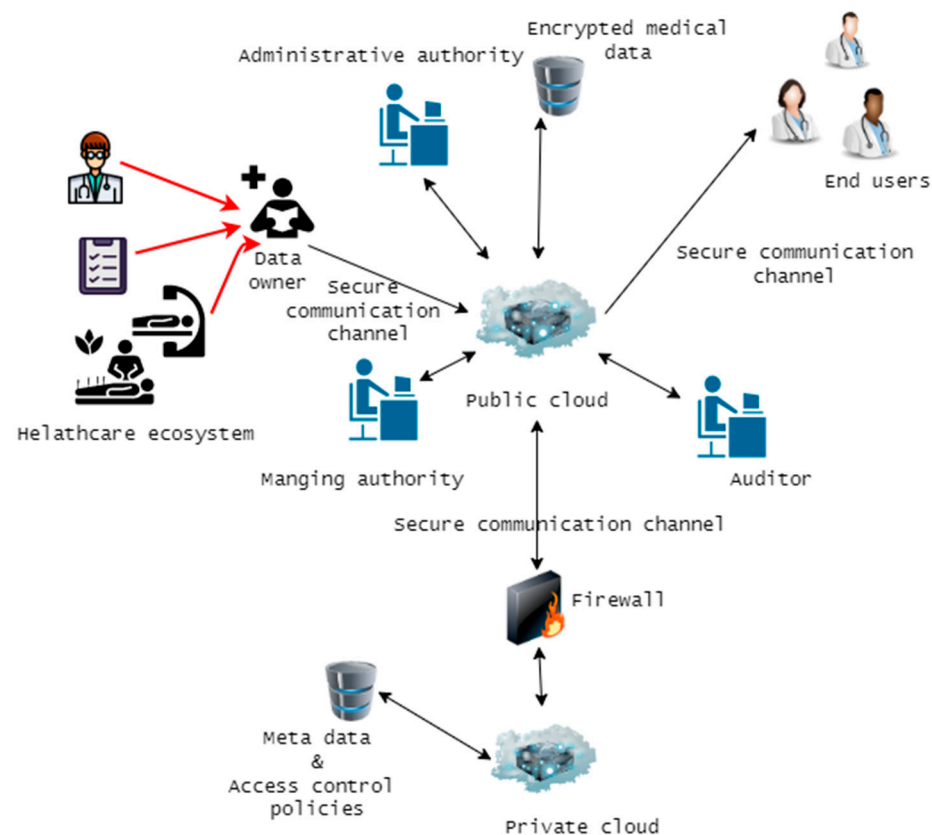 Encrypted medical
data
Administrative authority
End users
Data
owner
Secure communication
channel
Secure
communication
channel
Public cloud
Helathcare ecosystem
Manging authority
Auditor
Secure communication channel
Firewall
Meta data
&
Access control
policies
Private cloud